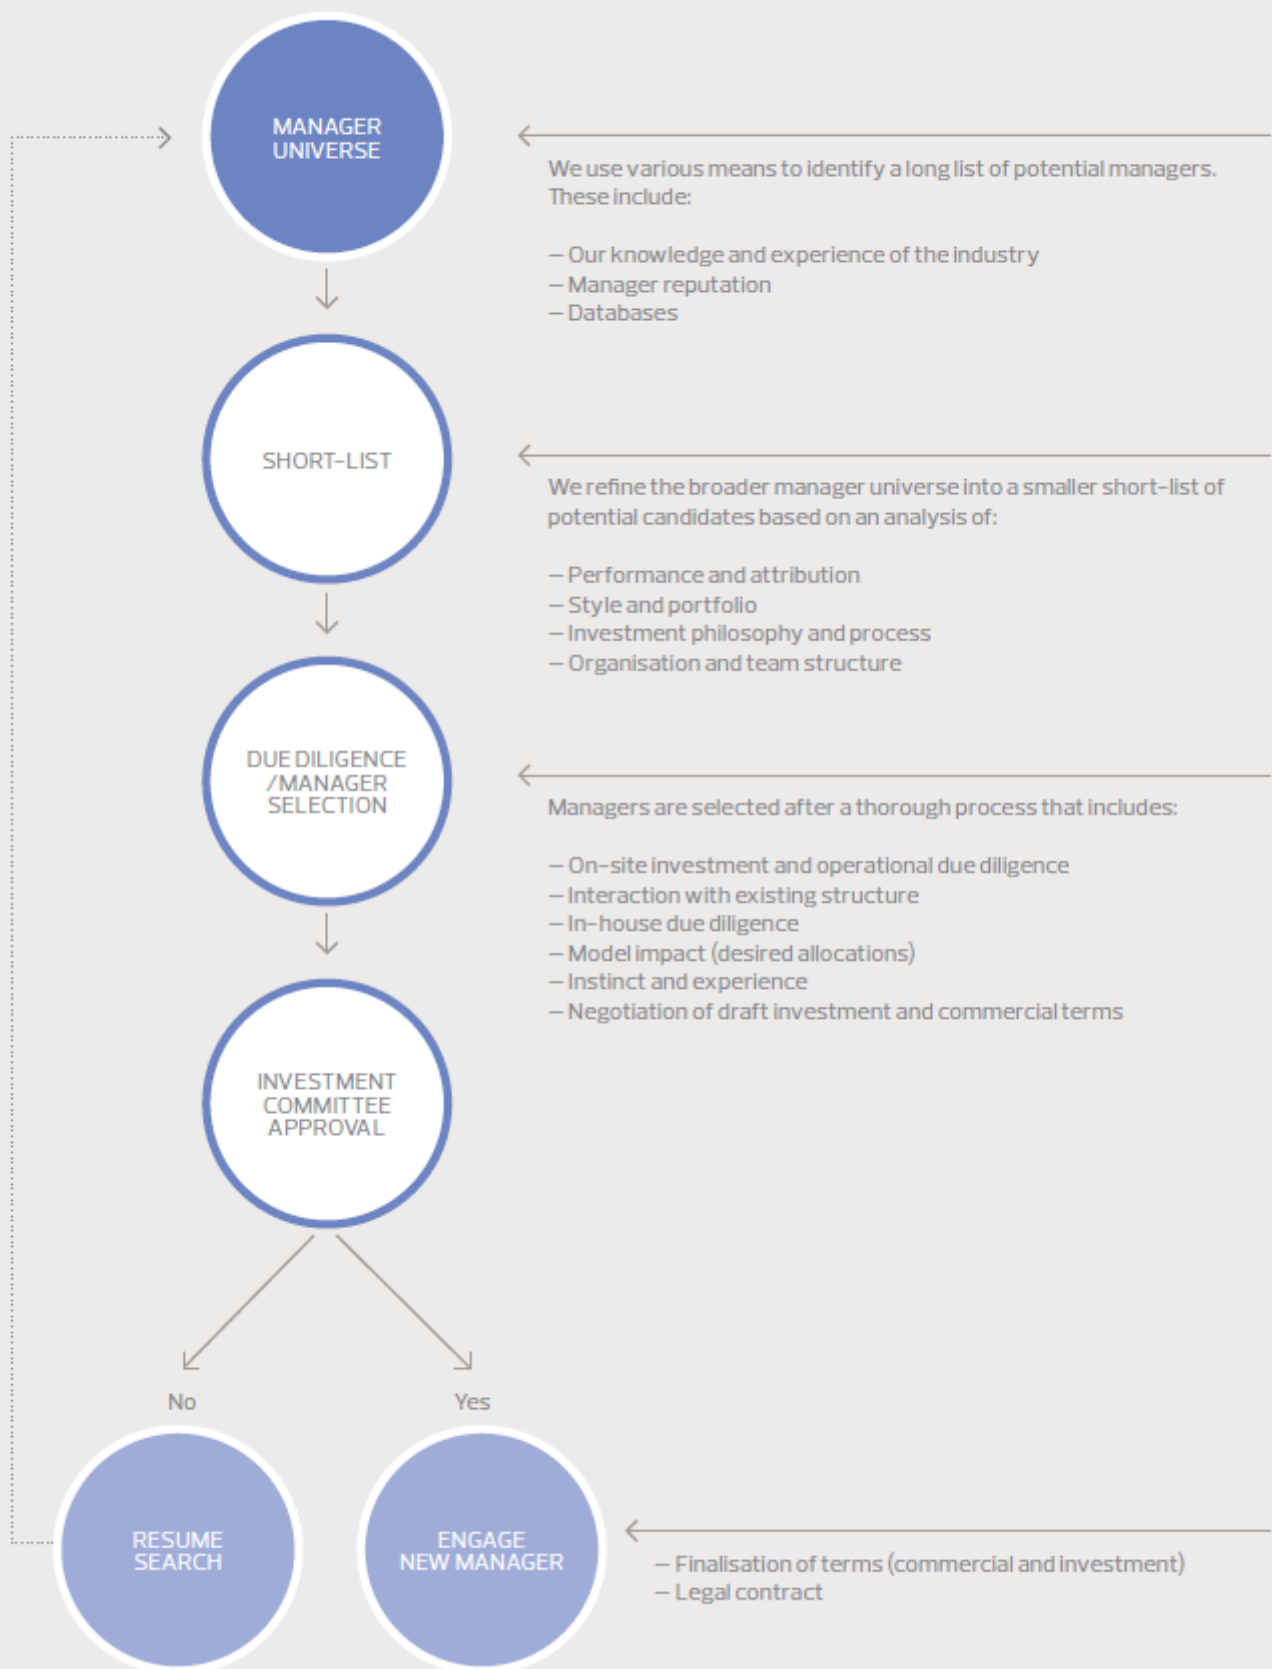 MANAGER
UNIVERSE
We use various means to identify a long list of potential managers.
These include:
– Our knowledge and experience of the industry
– Manager reputation
– Databases
SHORT-LIST
We refine the broader manager universe into a smaller short-list of
potential candidates based on an analysis of:
– Performance and attribution
– Style and portfolio
– Investment philosophy and process
– Organisation and team structure
DUE DILIGENCE
/MANAGER
SELECTION
Managers are selected after a thorough process that includes:
– On-site investment and operational due diligence
– Interaction with existing structure
– In-house due diligence
– Model impact (desired allocations)
– Instinct and experience
– Negotiation of draft investment and commercial terms
INVESTMENT
COMMITTEE
APPROVAL
No
Yes
RESUME
SEARCH
ENGAGE
NEW MANAGER
– Finalisation of terms (commercial and investment)
– Legal contract